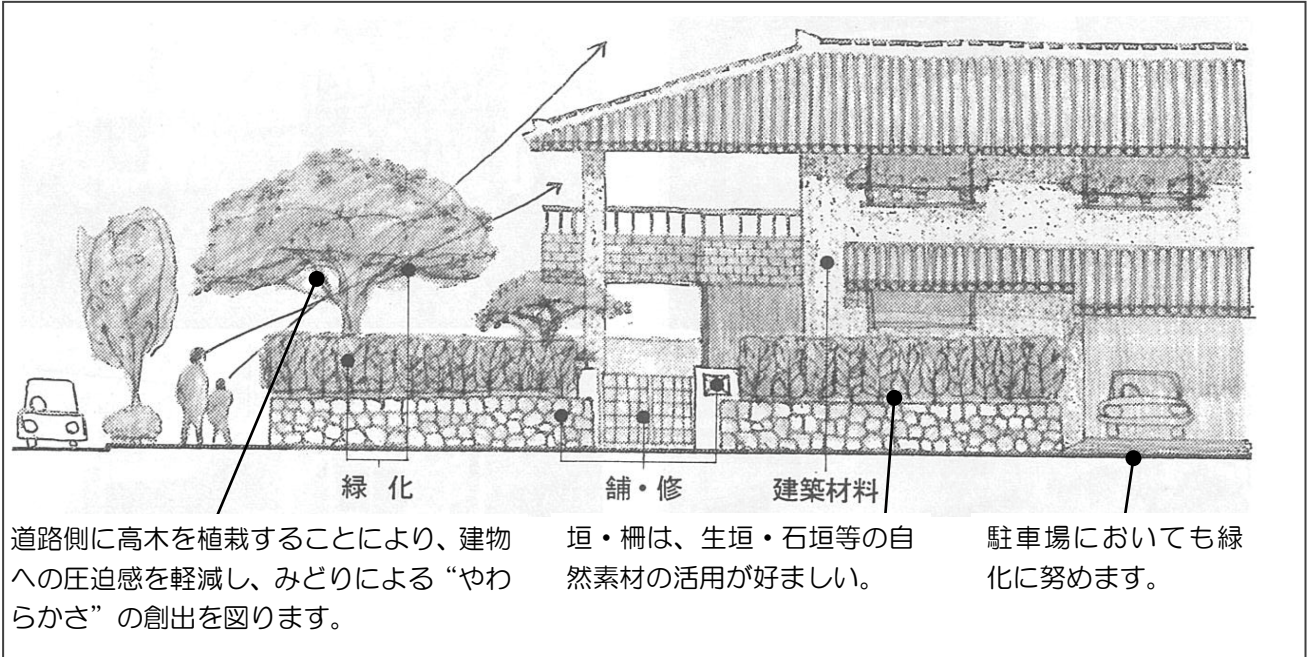 緑 化
舗・修
建築材料
道路側に高木を植栽することにより、建物
への圧迫感を軽減し、みどりによる“やわ
らかさ”の創出を図ります。
垣・柵は、生垣・石垣等の自
然素材の活用が好ましい。
駐車場においても緑
化に努めます。